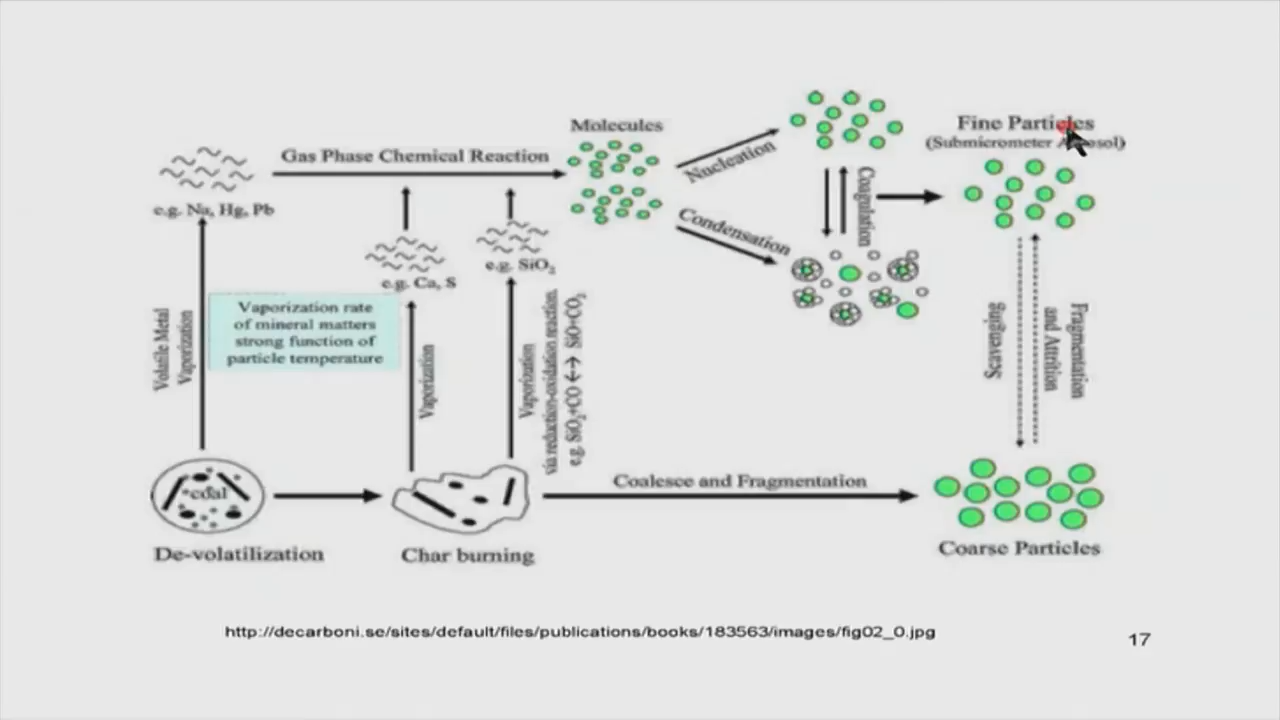 Molecules
Fine Particles
(Submicrometer Aerosol)
Gas Phase Chemical Reaction
Nucleation
Coagulation
e.g. Na, Hg, Pb
Condensation
e.g. SiO2
e.g. Ca, S
Vaporization rate
of mineral matters
strong function of
particle temperature
Volatile Metal
Vaporization
Vaporization
Vaporization
via reduction-oxidation reaction.
e.g. SiO2+CO ↔ SiO+CO2
Scavenging
Fragmentation
and Attrition
coal
Coalesce and Fragmentation
De-volatilization
Char burning
Coarse Particles
http://decarboni.se/sites/default/files/publications/books/183563/images/fig02_0.jpg
17